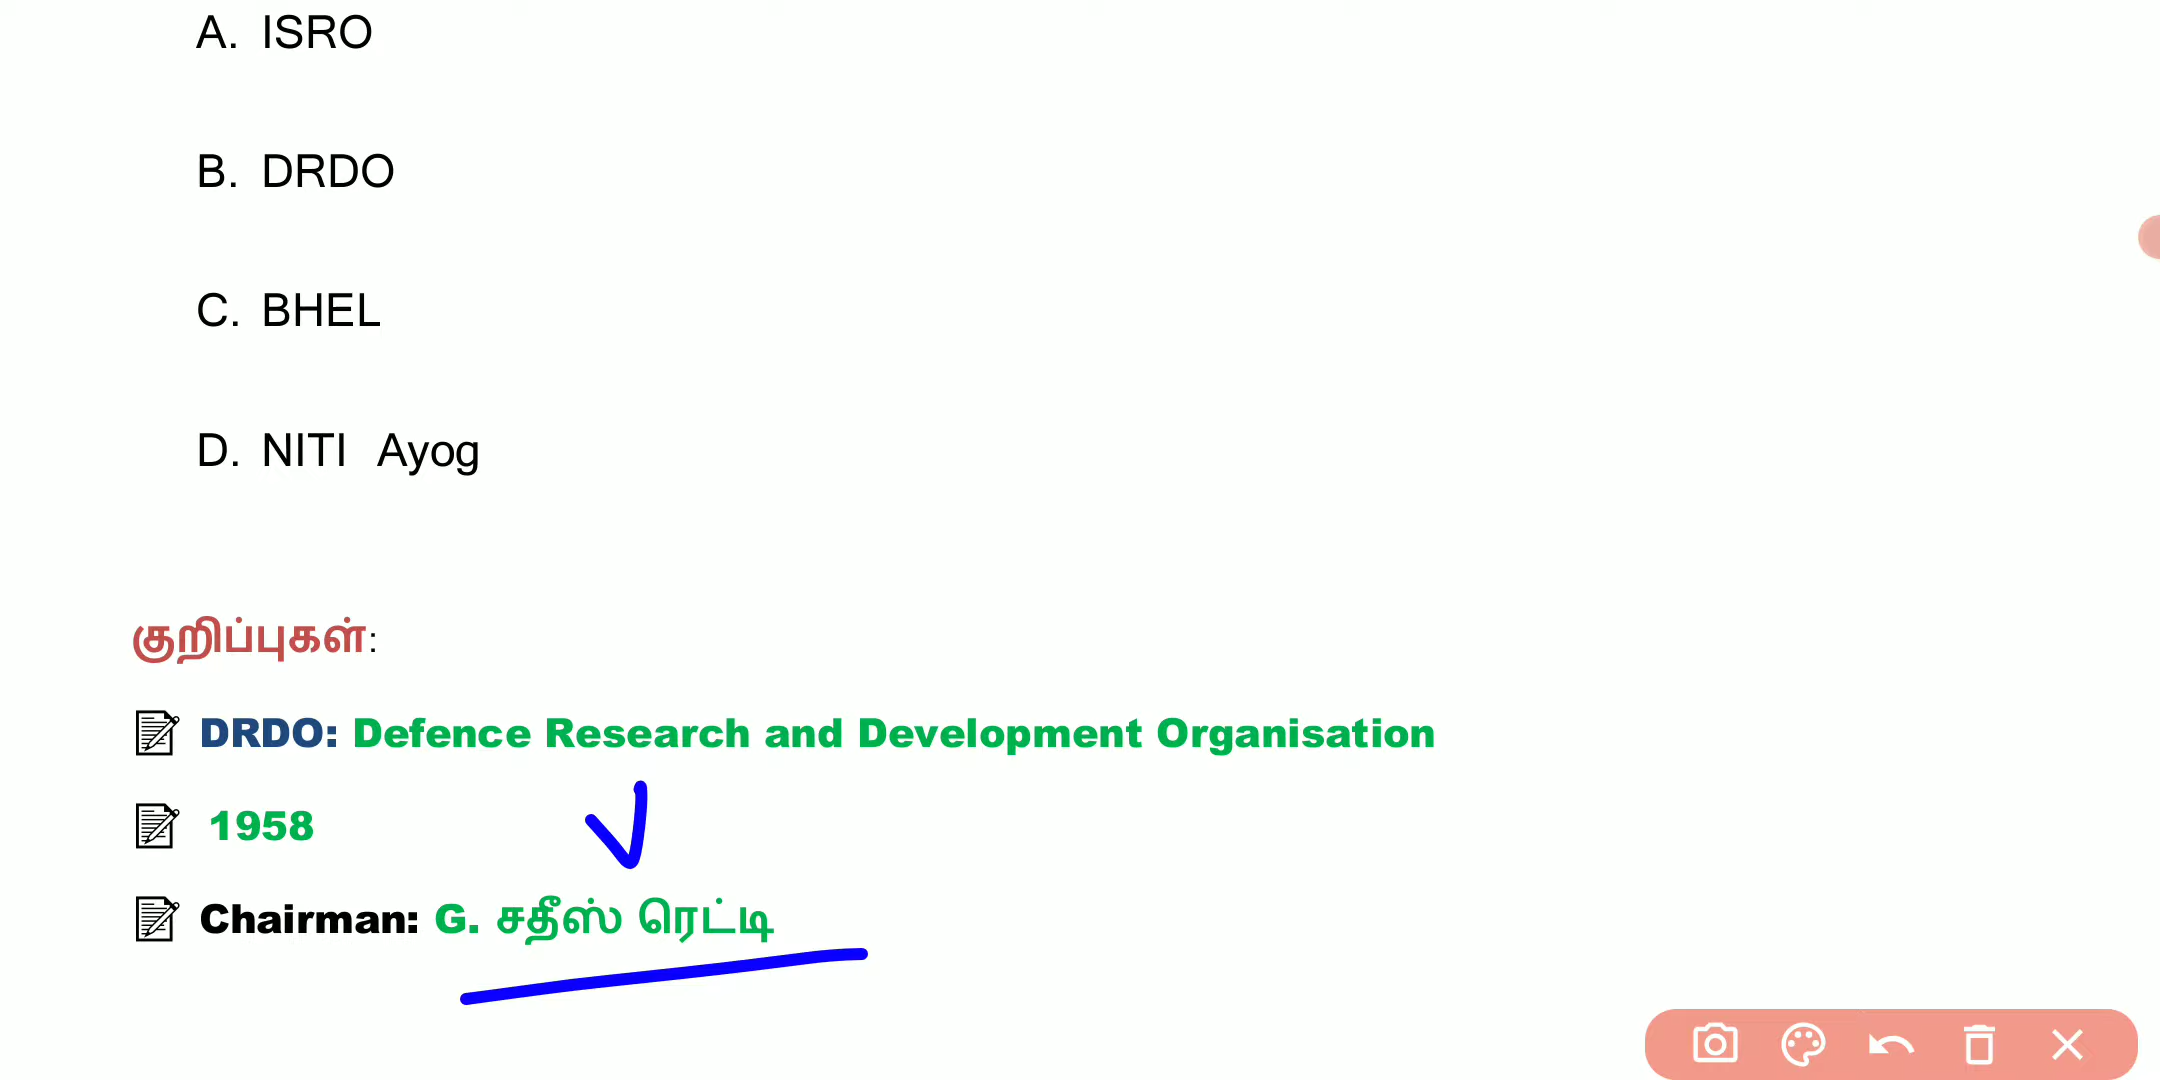 A. ISRO
B. DRDO
C. BHEL
D. NITI Ayog
குறிப்புகள்:
DRDO: Defence Research and Development Organisation
1958
Chairman: G. சதீஸ் ரெட்டி